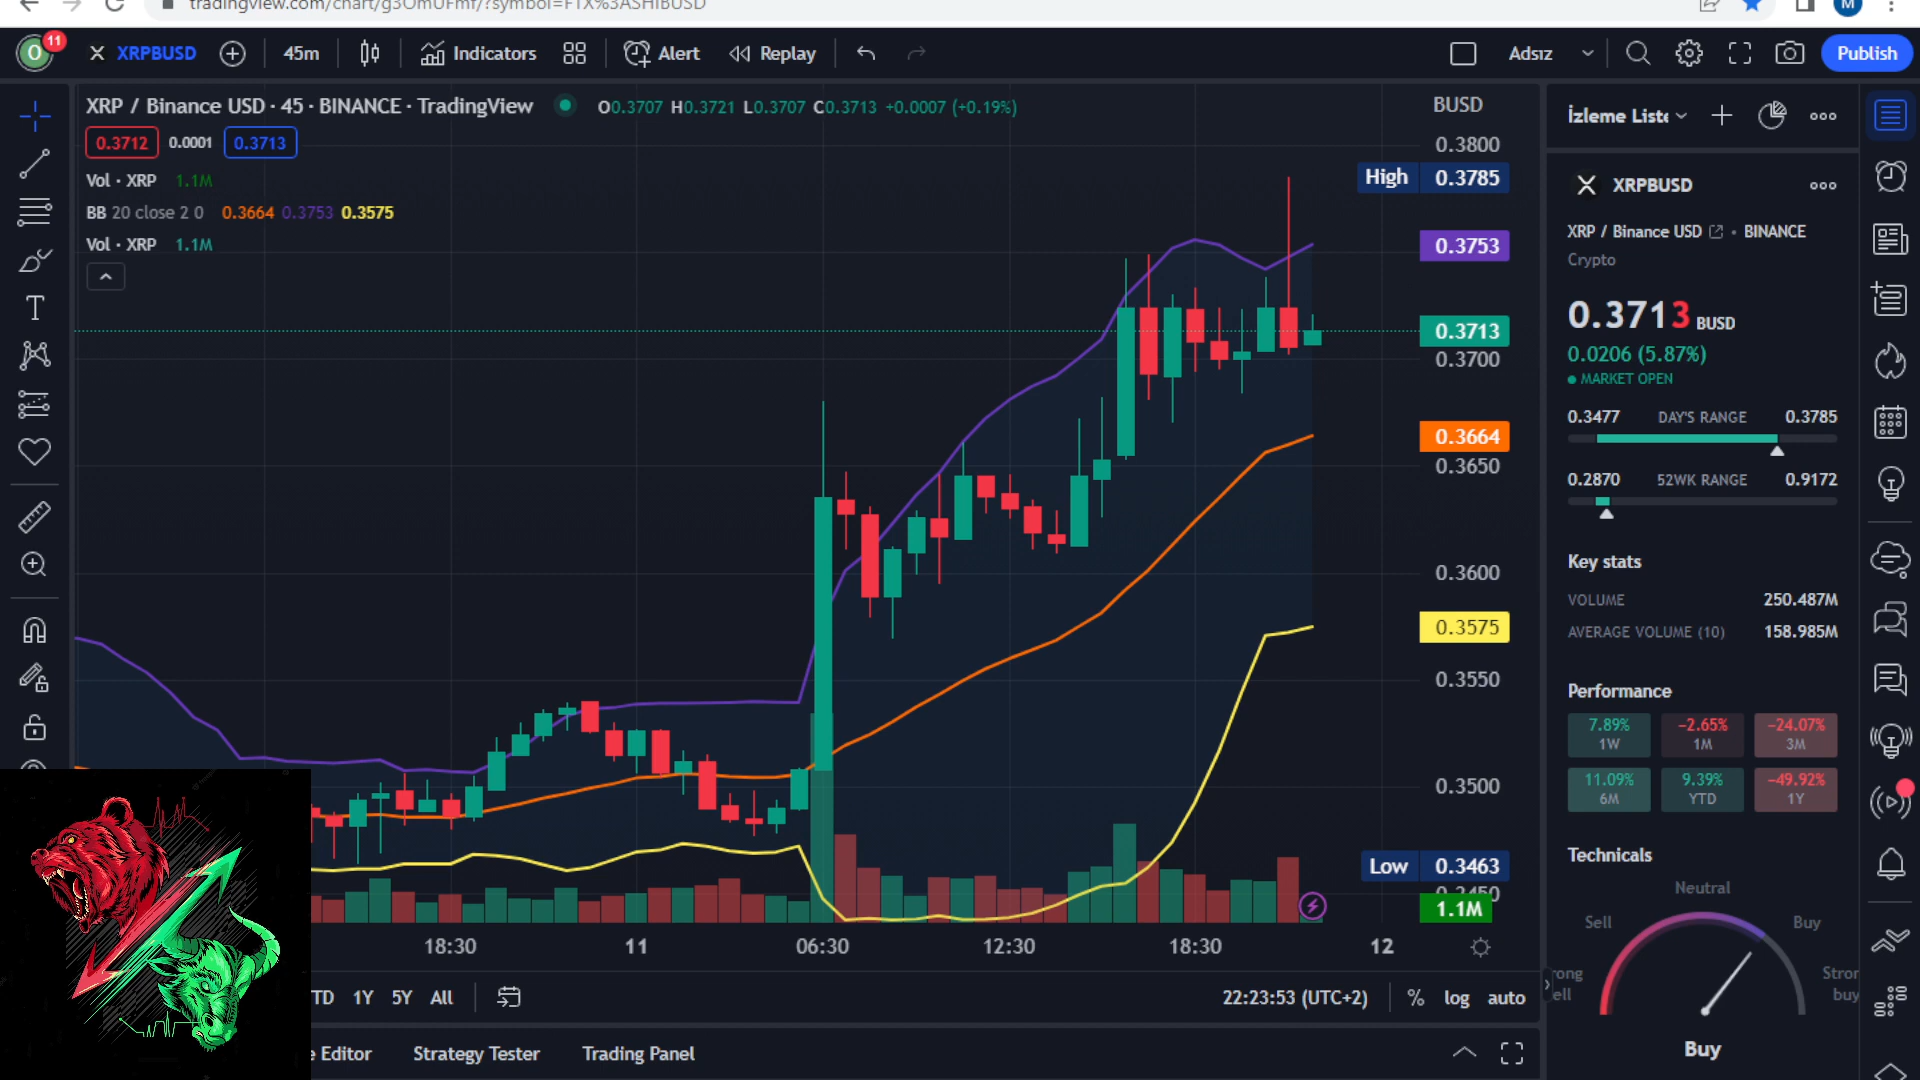 tradingview.com/chart/g3OmUFmf/?symbol=FTX%3ASHIBUSD
M
O 11 XRPBUSD 45m Indicators Alert Replay Adsız Publish
XRP / Binance USD · 45 · BINANCE · TradingView O0.3707 H0.3721 L0.3707 C0.3713 +0.0007 (+0.19%)
0.3712 0.0001 0.3713
Vol · XRP 1.1M
BB 20 close 2 0 0.3664 0.3753 0.3575
Vol · XRP 1.1M
BUSD
0.3800
High 0.3785
0.3753
0.3713
0.3700
0.3664
0.3650
0.3600
0.3575
0.3550
0.3500
Low 0.3463
0.3450
1.1M
18:30 11 06:30 12:30 18:30 12
TD 1Y 5Y All 22:23:53 (UTC+2) % log auto
e Editor Strategy Tester Trading Panel
İzleme Liste
XRPBUSD
XRP / Binance USD • BINANCE
Crypto
0.3713 BUSD
0.0206 (5.87%)
MARKET OPEN
0.3477 DAY'S RANGE 0.3785
0.2870 52WK RANGE 0.9172
Key stats
VOLUME 250.487M
AVERAGE VOLUME (10) 158.985M
Performance
7.89% −2.65% −24.07%
1W 1M 3M
11.09% 9.39% −49.92%
6M YTD 1Y
Technicals
Neutral
Sell Buy
rong Stror
ell buy
Buy